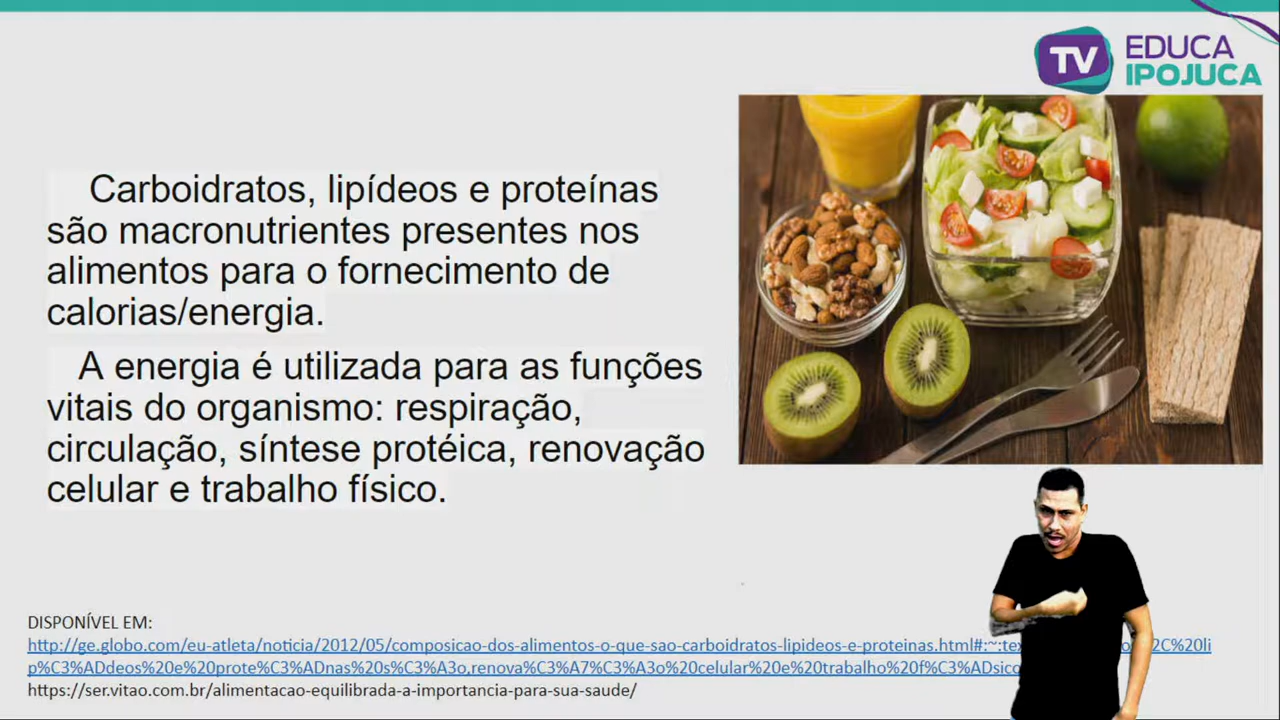 TV EDUCA
IPOJUCA
Carboidratos, lipídeos e proteínas
são macronutrientes presentes nos
alimentos para o fornecimento de
calorias/energia.
A energia é utilizada para as funções
vitais do organismo: respiração,
circulação, síntese protéica, renovação
celular e trabalho físico.
DISPONÍVEL EM:
http://ge.globo.com/eu-atleta/noticia/2012/05/composicao-dos-alimentos-o-que-sao-carboidratos-lipideos-e-proteinas.html#:~:te 2C%20li
p%C3%ADdeos%20e%20prote%C3%ADnas%20s%C3%A3o,renova%C3%A7%C3%A3o%20celular%20e%20trabalho%20f%C3%ADsico
https://ser.vitao.com.br/alimentacao-equilibrada-a-importancia-para-sua-saude/